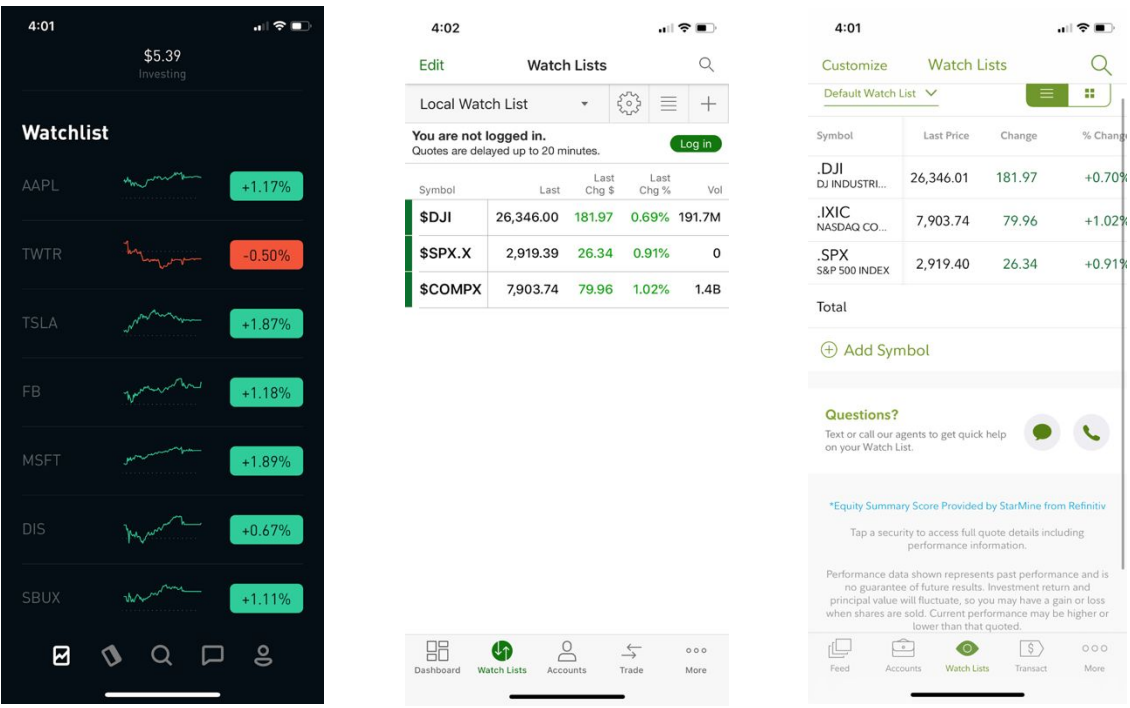 4:01
$5.39
Investing
Watchlist
AAPL +1.17%
TWTR -0.50%
TSLA +1.87%
FB +1.18%
MSFT +1.89%
DIS +0.67%
SBUX +1.11%
4:02
Edit Watch Lists
Local Watch List
You are not logged in.
Quotes are delayed up to 20 minutes.
Log in
Symbol Last Last Chg $ Last Chg % Vol
$DJI 26,346.00 181.97 0.69% 191.7M
$SPX.X 2,919.39 26.34 0.91% 0
$COMPX 7,903.74 79.96 1.02% 1.4B
Dashboard Watch Lists Accounts Trade More
4:01
Customize Watch Lists
Default Watch List
Symbol Last Price Change % Chang
.DJI 26,346.01 181.97 +0.70%
DJ INDUSTRI...
.IXIC 7,903.74 79.96 +1.02%
NASDAQ CO...
.SPX 2,919.40 26.34 +0.91%
S&P 500 INDEX
Total
Add Symbol
Questions?
Text or call our agents to get quick help
on your Watch List.
*Equity Summary Score Provided by StarMine from Refinitiv
Tap a security to access full quote details including
performance information.
Performance data shown represents past performance and is
no guarantee of future results. Investment return and
principal value will fluctuate, so you may have a gain or loss
when shares are sold. Current performance may be higher or
lower than that quoted.
Feed Accounts Watch Lists Transact More